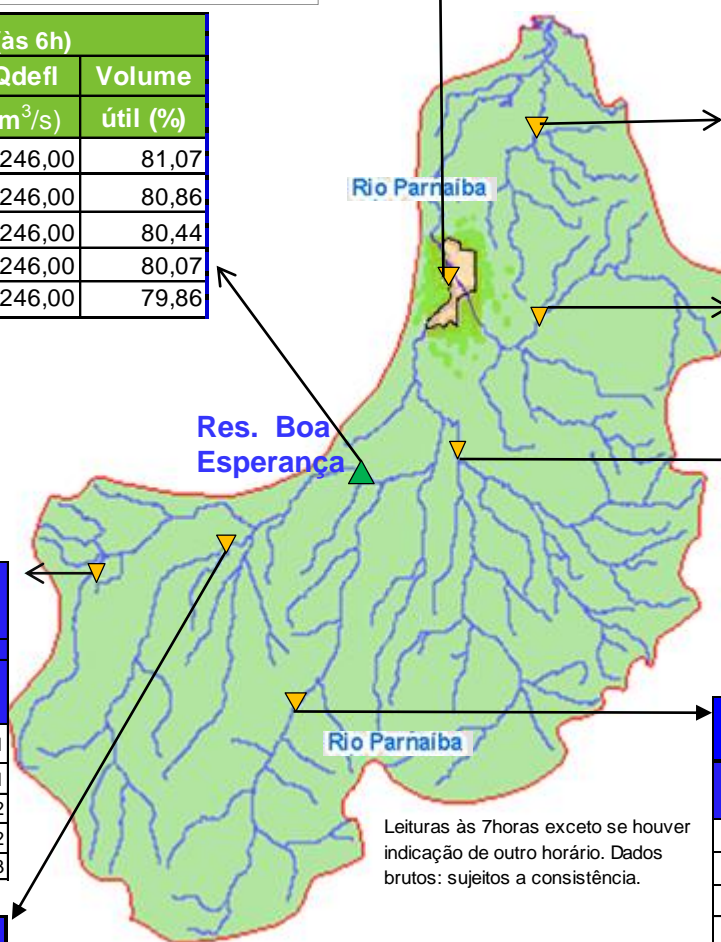 (às 6h)
Qdefl Volume
m³/s) útil (%)
246,00 81,07
246,00 80,86
246,00 80,44
246,00 80,07
246,00 79,86
Rio Parnaíba
Res. Boa
Esperança
Rio Parnaíba
Leituras às 7horas exceto se houver
indicação de outro horário. Dados
brutos: sujeitos a consistência.